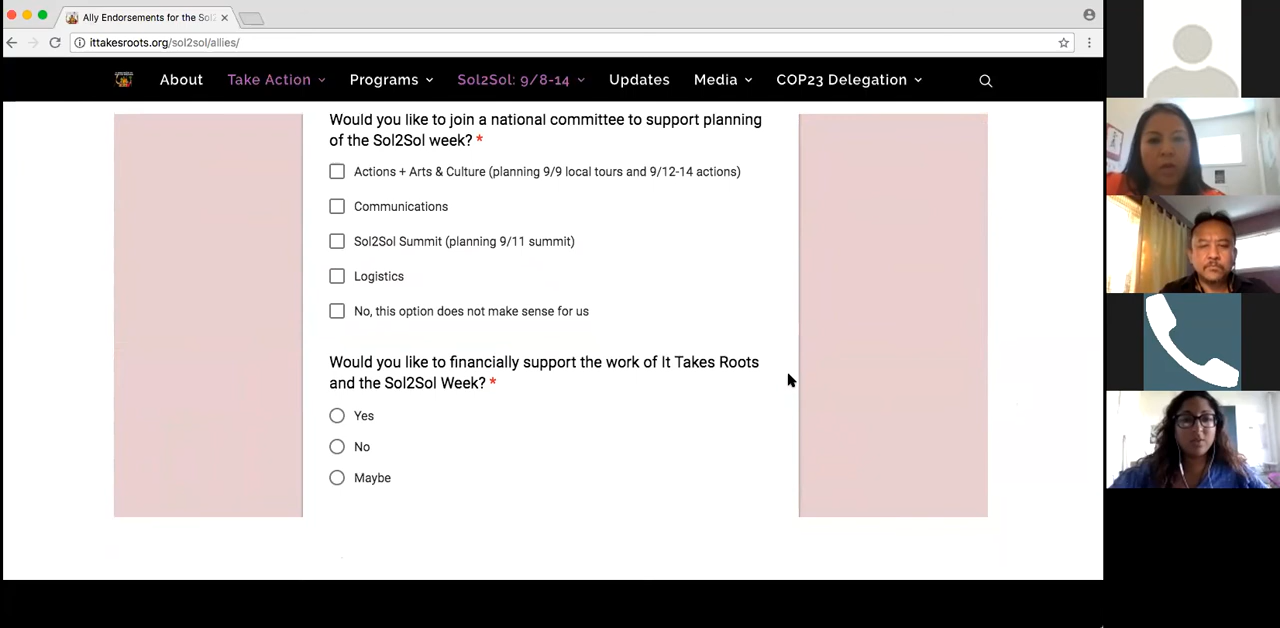 Ally Endorsements for the Sol2
ittakesroots.org/sol2sol/allies/
About Take Action Programs Sol2Sol: 9/8-14 Updates Media COP23 Delegation
Would you like to join a national committee to support planning
of the Sol2Sol week? *
Actions + Arts & Culture (planning 9/9 local tours and 9/12-14 actions)
Communications
Sol2Sol Summit (planning 9/11 summit)
Logistics
No, this option does not make sense for us
Would you like to financially support the work of It Takes Roots
and the Sol2Sol Week? *
Yes
No
Maybe